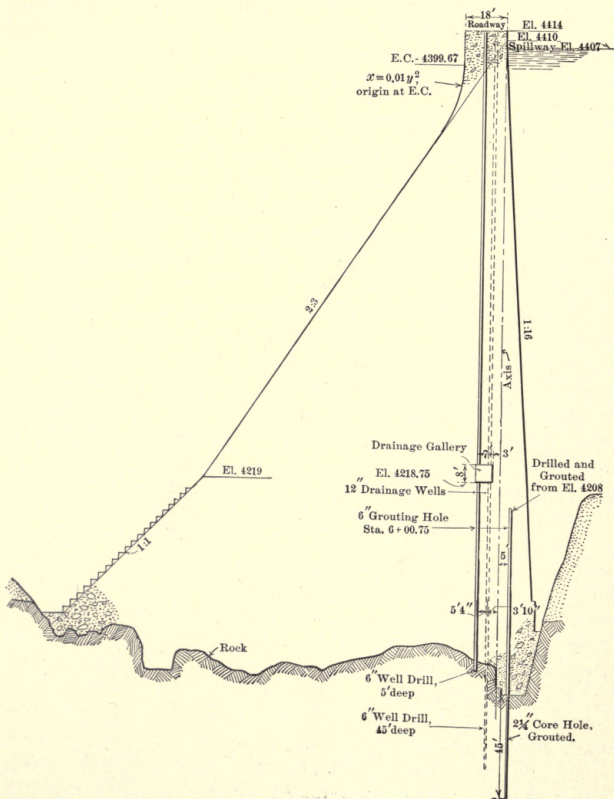 18'
Roadway
El. 4414
El. 4410
Spillway El. 4407
E.C.- 4399.67
x=0.01y²,
origin at E.C.
2:3
1:16
Axis
Drainage Gallery
7'
3'
El. 4218.75
8'
12" Drainage Wells
Drilled and
Grouted
from El. 4208
El. 4219
6" Grouting Hole
Sta. 6+00.75
5'
1:1
5'4"
3'10"
Rock
6" Well Drill,
5' deep
6" Well Drill,
45' deep
2¼" Core Hole,
Grouted.
45'